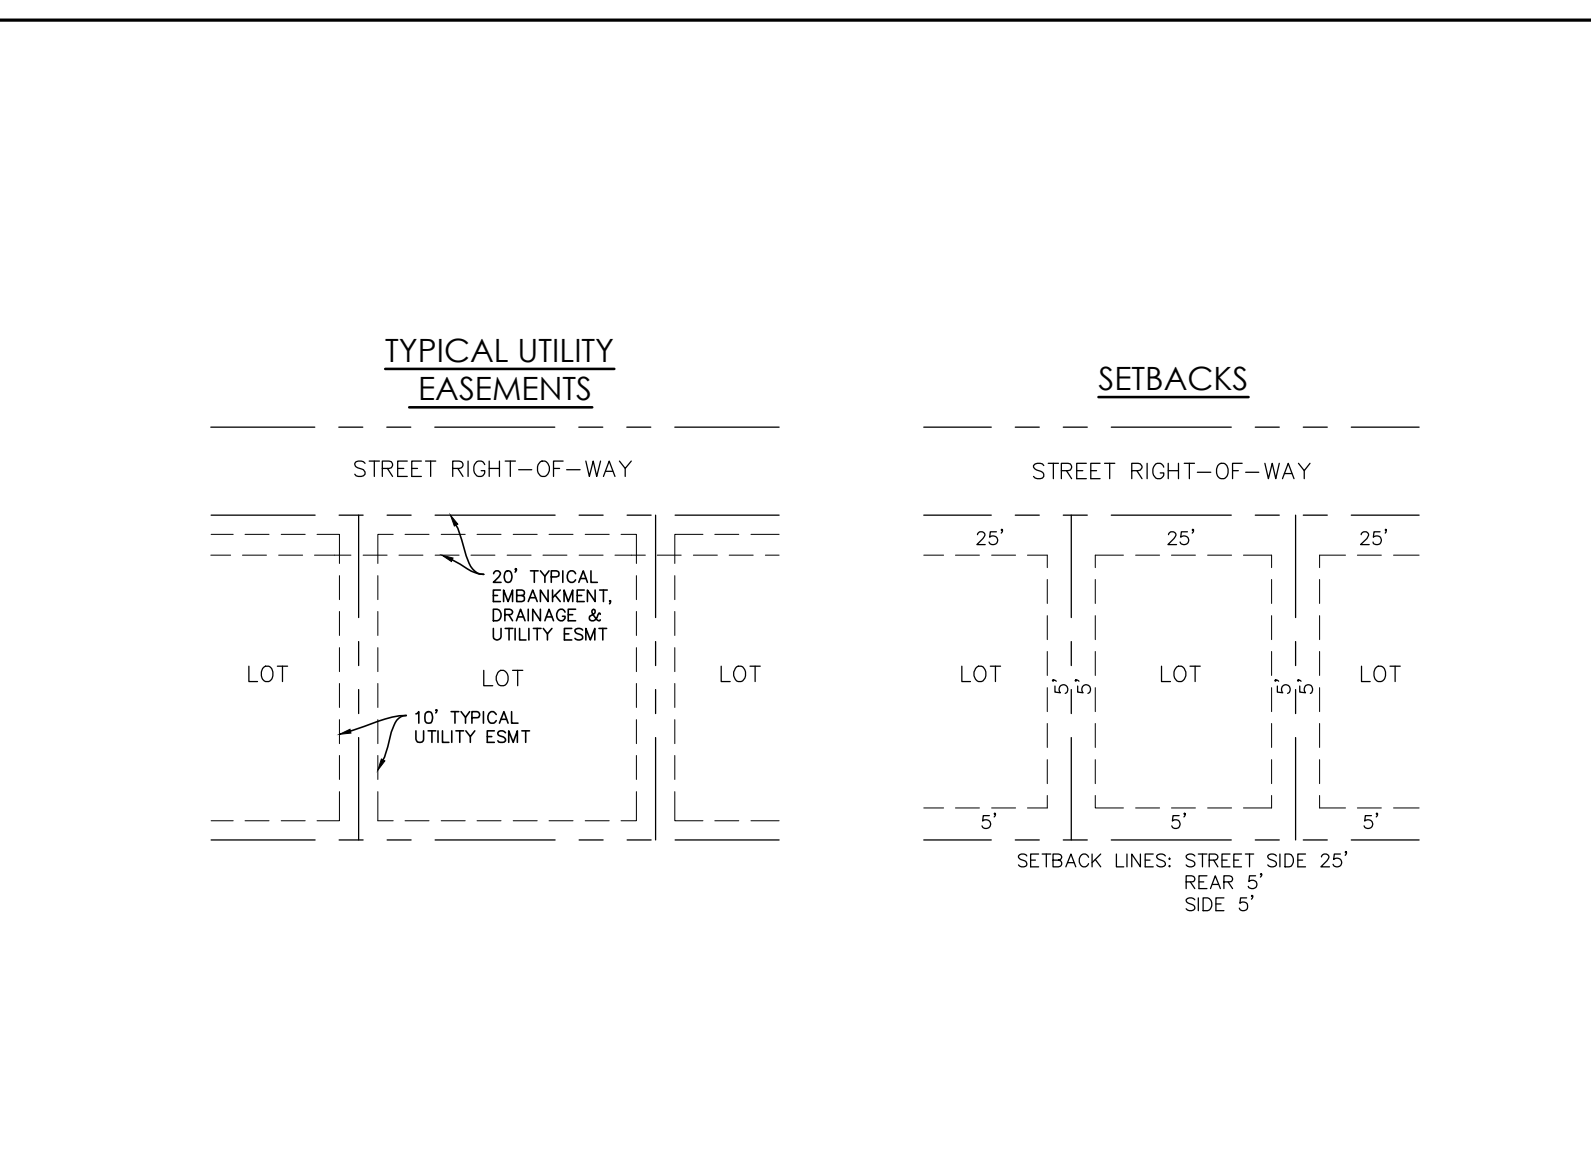 TYPICAL UTILITY
EASEMENTS
STREET RIGHT-OF-WAY
20' TYPICAL
EMBANKMENT,
DRAINAGE &
UTILITY ESMT
LOT
LOT
LOT
10' TYPICAL
UTILITY ESMT
SETBACKS
STREET RIGHT-OF-WAY
25'
25'
25'
LOT
5'
5'
LOT
5'
5'
LOT
5'
5'
5'
SETBACK LINES: STREET SIDE 25'
REAR 5'
SIDE 5'